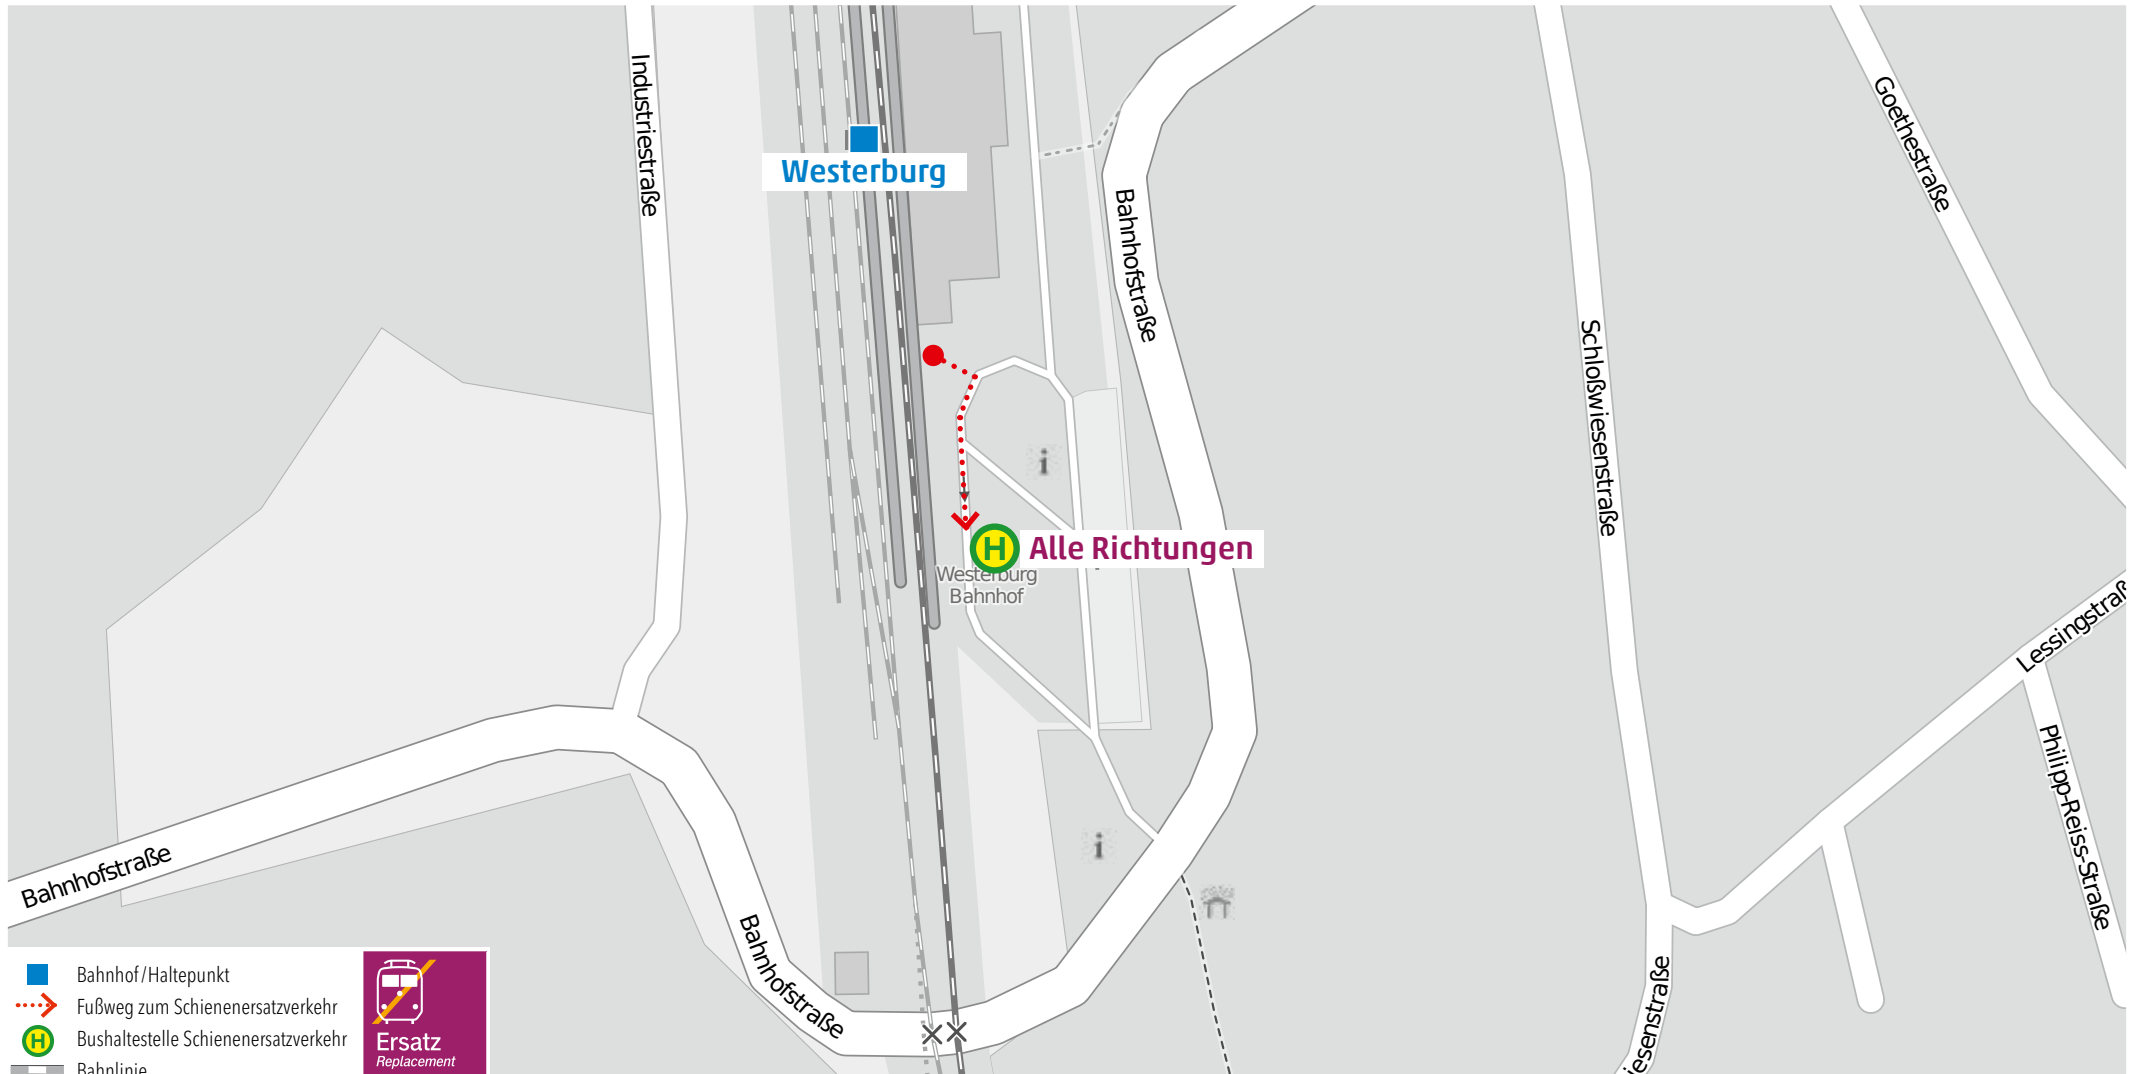 Industriestraße
Westerburg
Bahnhofstraße
Goethestraße
Schloßwiesenstraße
H Alle Richtungen
Westerburg
Bahnhof
Lessingstraß
Philipp-Reiss-Straße
Bahnhofstraße
Bahnhofstraße
iesenstraße
Bahnhof/Haltepunkt
Fußweg zum Schienenersatzverkehr
H Bushaltestelle Schienenersatzverkehr
Bahnlinie
Ersatz
Replacement